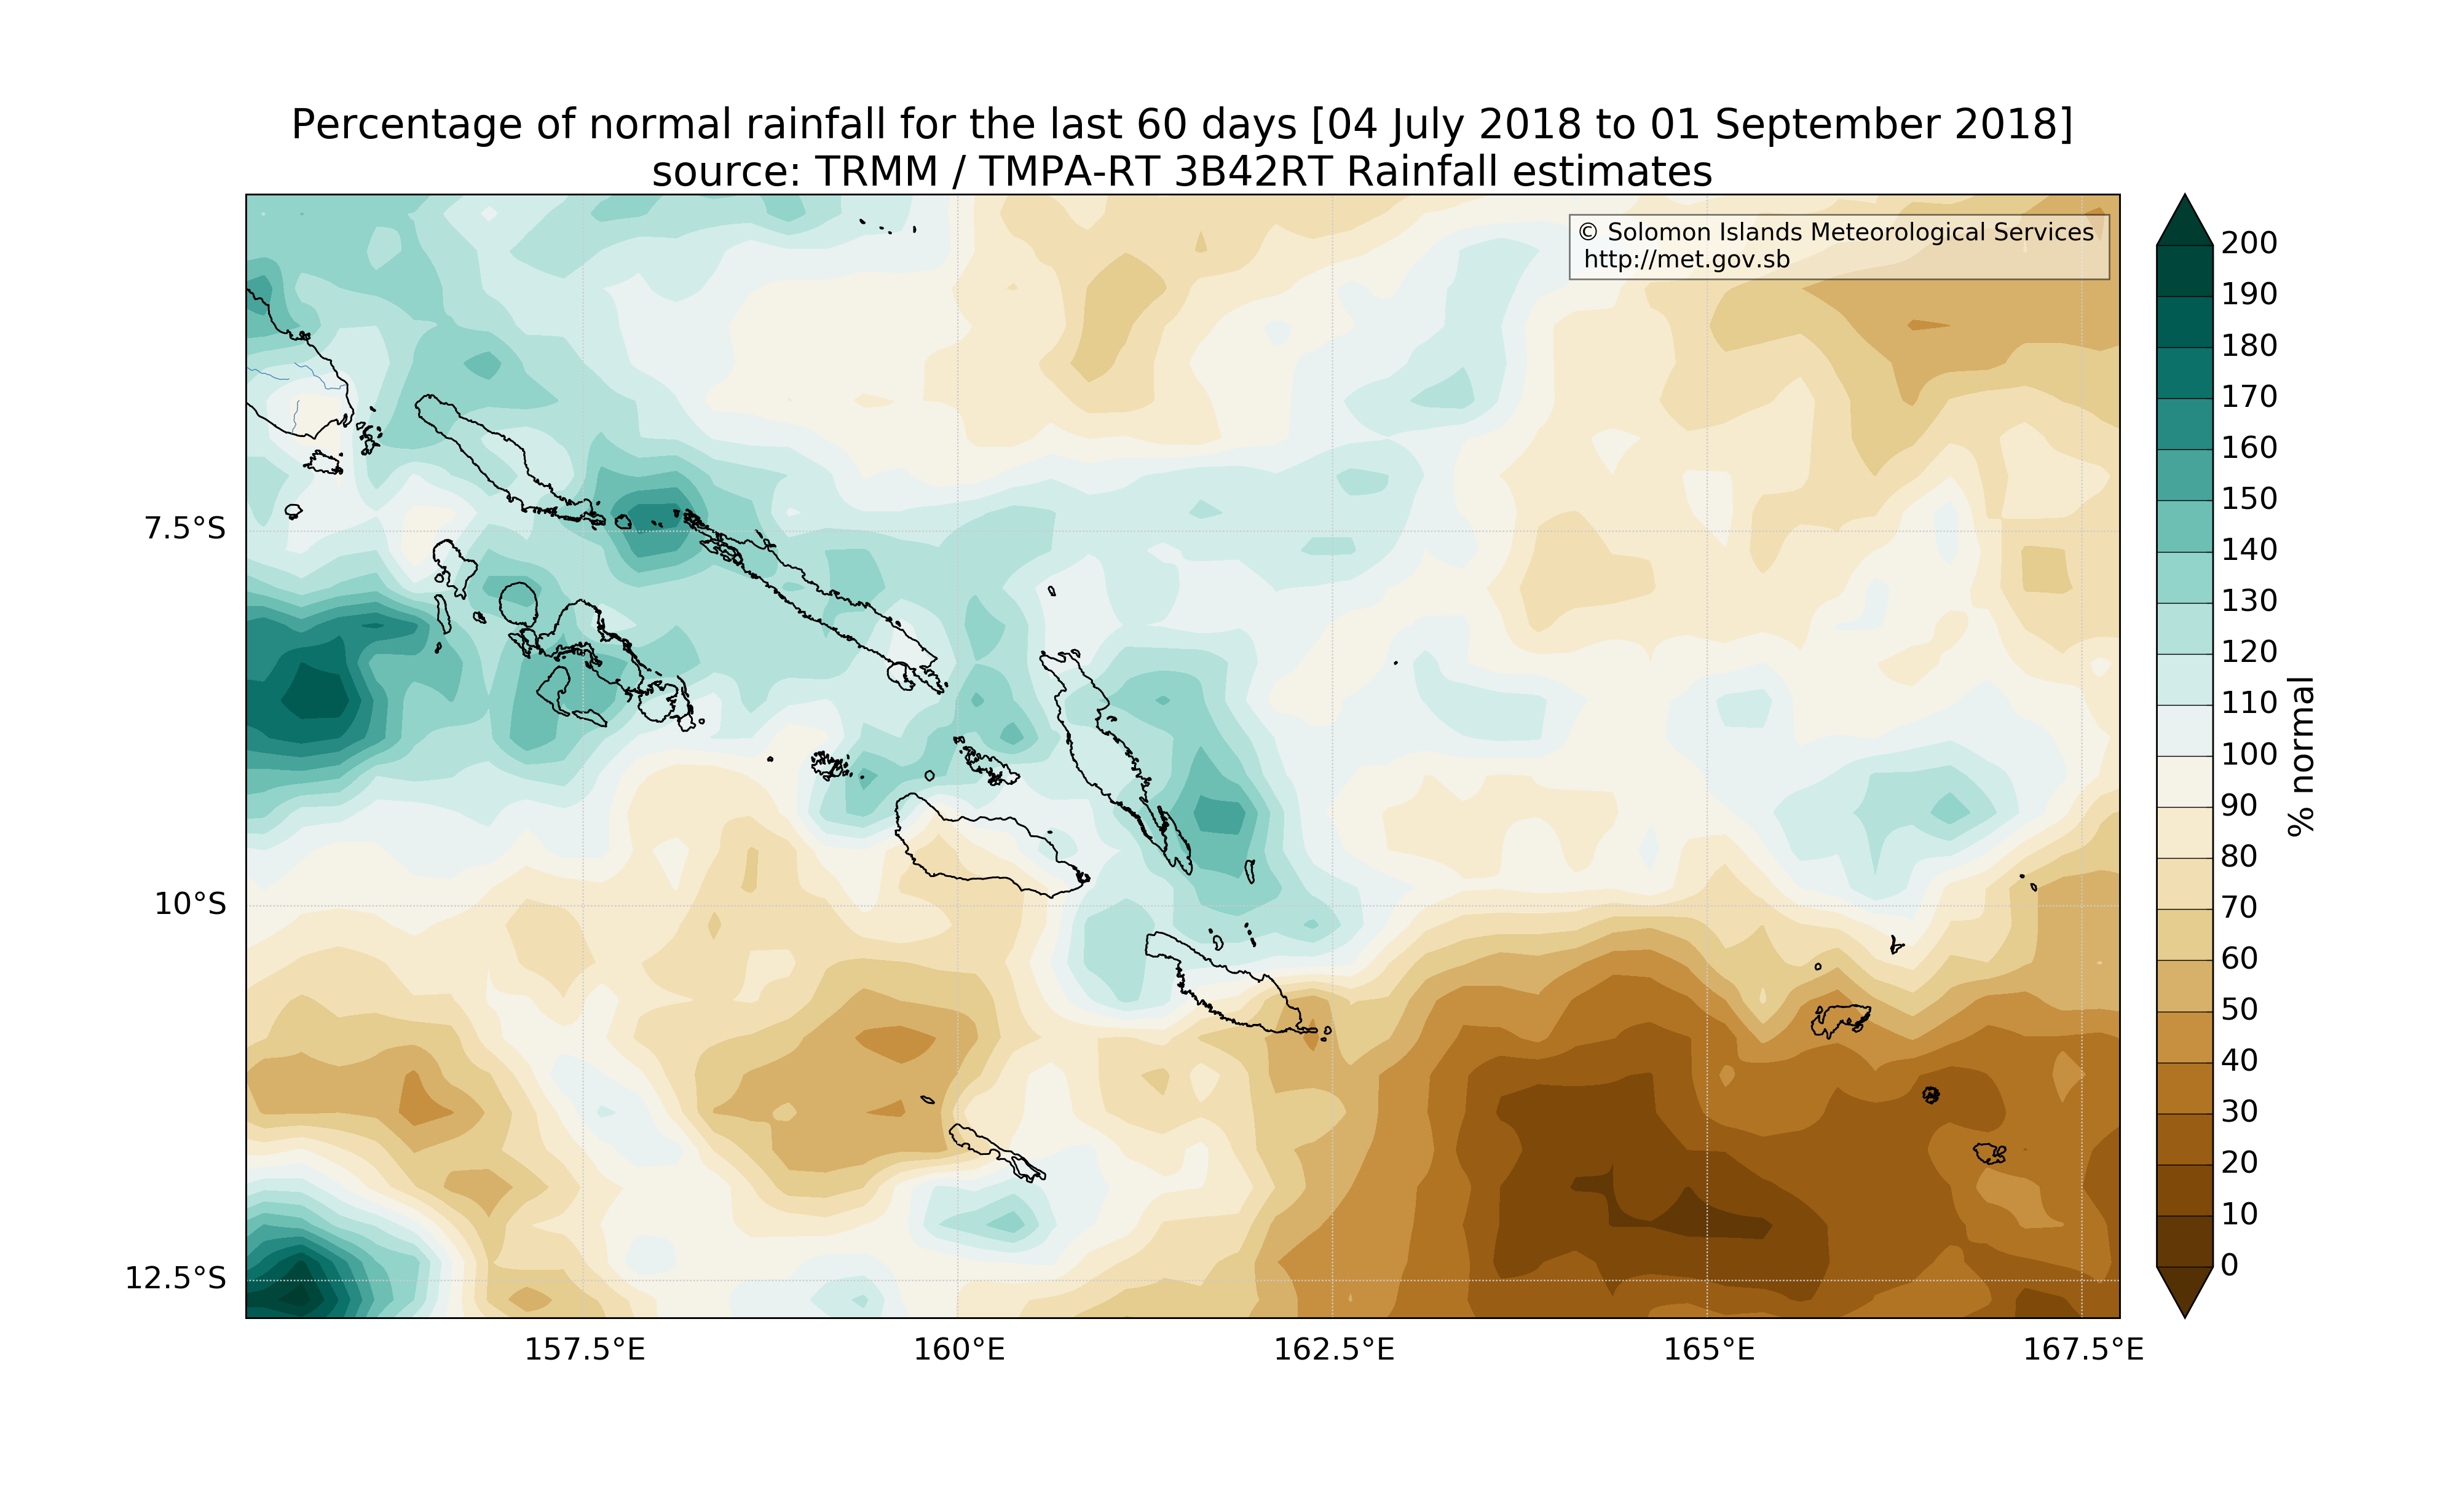 Percentage of normal rainfall for the last 60 days [04 July 2018 to 01 September 2018]
source: TRMM / TMPA-RT 3B42RT Rainfall estimates
© Solomon Islands Meteorological Services
http://met.gov.sb
7.5°S
10°S
12.5°S
157.5°E
160°E
162.5°E
165°E
167.5°E
200
190
180
170
160
150
140
130
120
110
100
90
80
70
60
50
40
30
20
10
0
% normal